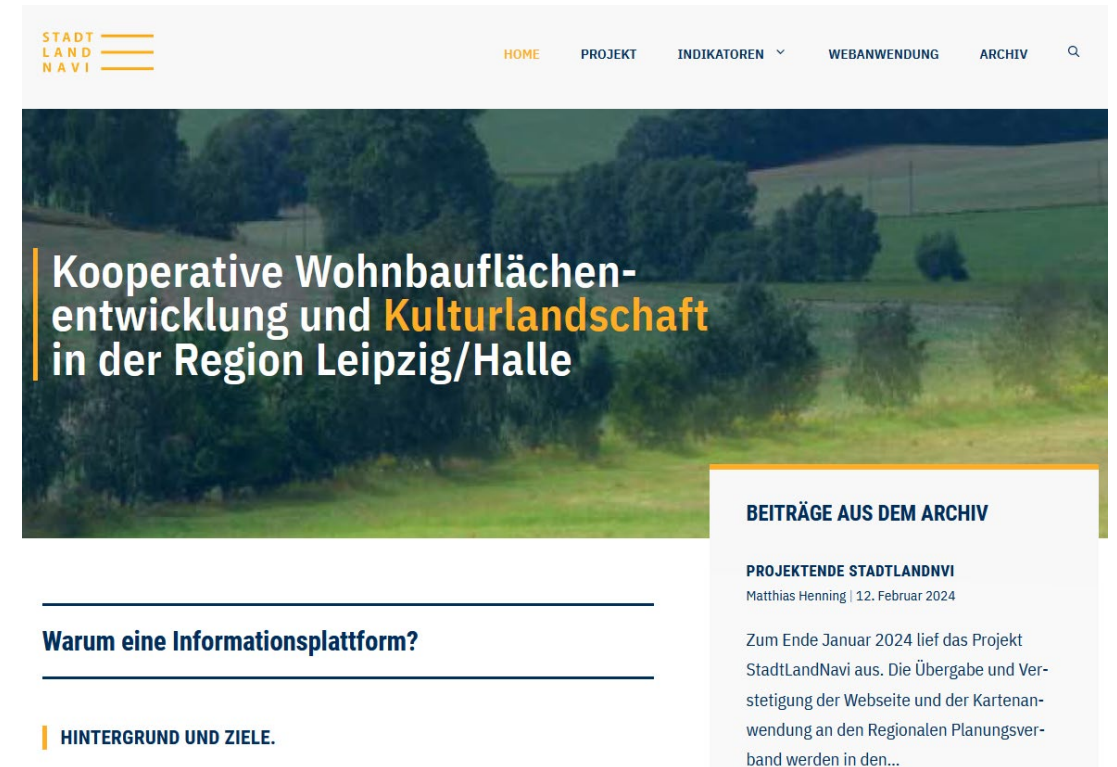 STADT
LAND
NAVI
HOME PROJEKT INDIKATOREN WEBANWENDUNG ARCHIV
Kooperative Wohnbauflächen-
entwicklung und Kulturlandschaft
in der Region Leipzig/Halle
Warum eine Informationsplattform?
HINTERGRUND UND ZIELE.
BEITRÄGE AUS DEM ARCHIV
PROJEKTENDE STADTLANDNVI
Matthias Henning | 12. Februar 2024
Zum Ende Januar 2024 lief das Projekt
StadtLandNavi aus. Die Übergabe und Ver-
stetigung der Webseite und der Kartenan-
wendung an den Regionalen Planungsver-
band werden in den...